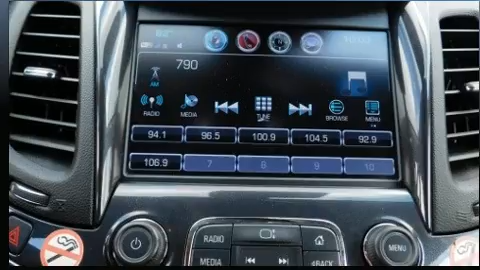 790
AM
RADIO MEDIA TUNE BROWSE MENU
94.1 96.5 100.9 104.5 92.9
106.9 7 8 9 10
RADIO
MENU
MEDIA BACK